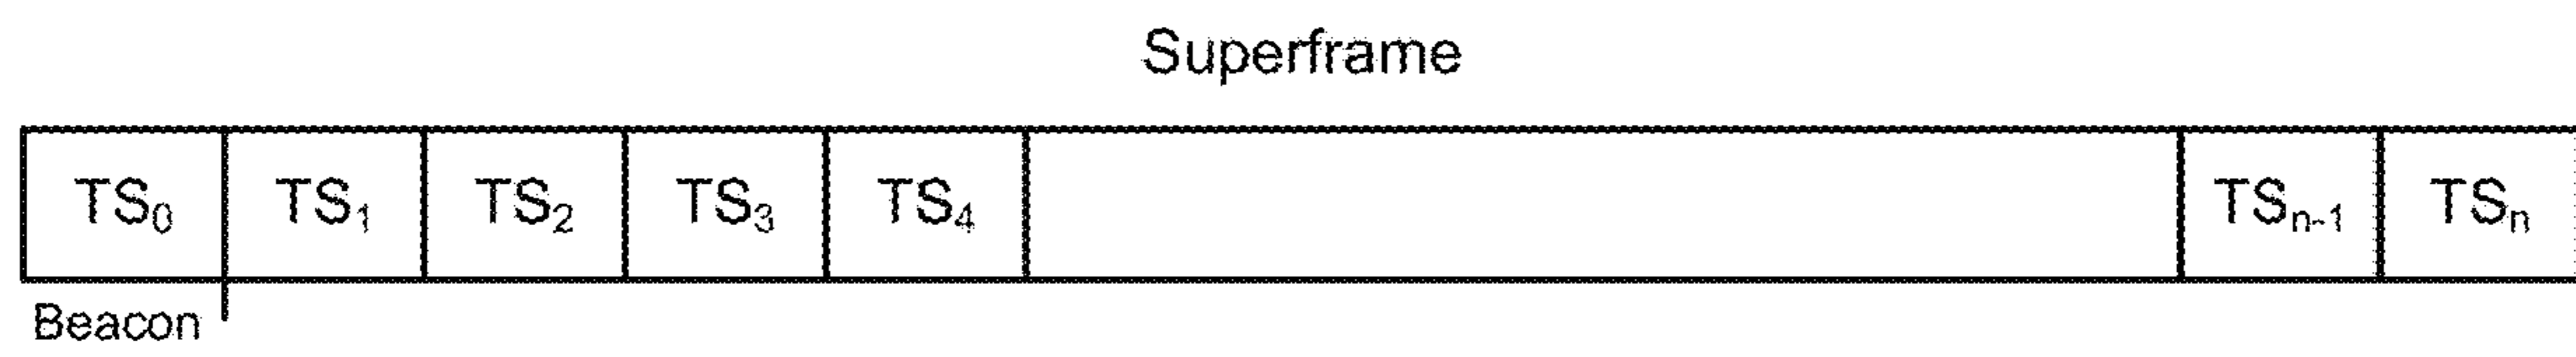 Superframe
TS₀ TS₁ TS₂ TS₃ TS₄ TSₙ₋₁ TSₙ
Beacon